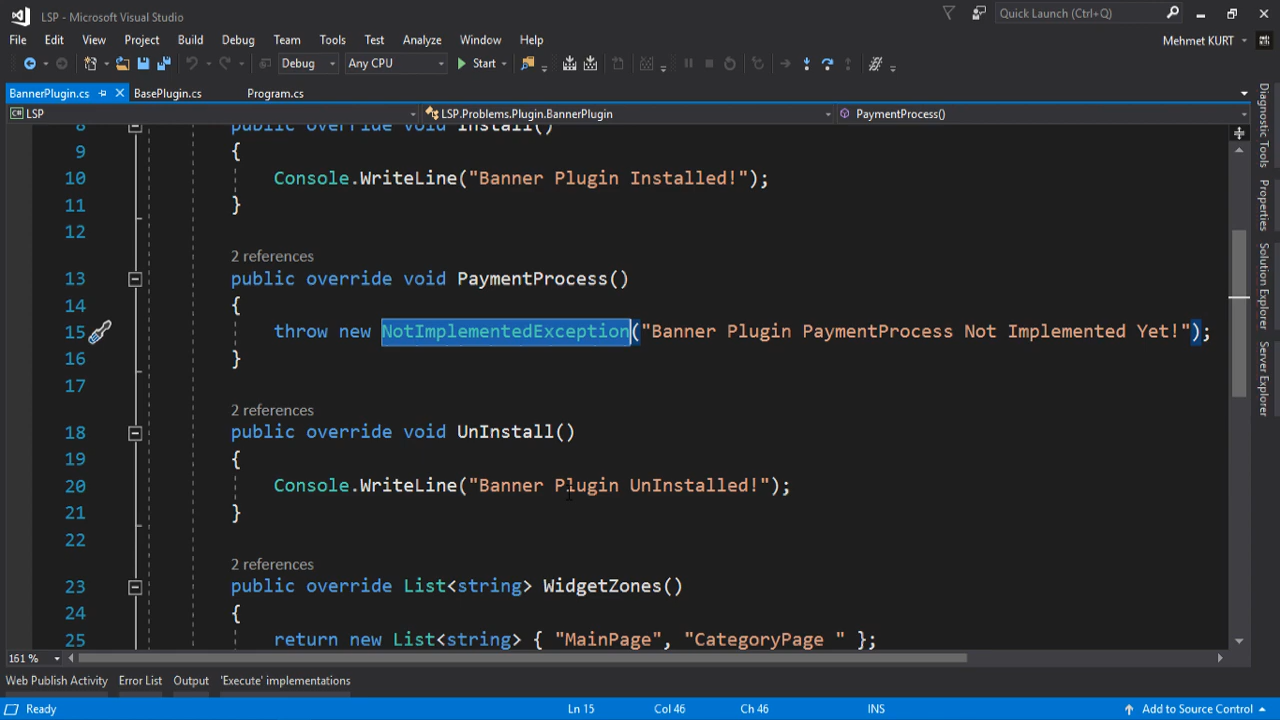 LSP - Microsoft Visual Studio
Quick Launch (Ctrl+Q)
File Edit View Project Build Debug Team Tools Test Analyze Window Help
Mehmet KURT
Debug Any CPU Start
BannerPlugin.cs BasePlugin.cs Program.cs
LSP LSP.Problems.Plugin.BannerPlugin PaymentProcess()
8 public override void Install()
9 {
10 Console.WriteLine("Banner Plugin Installed!");
11 }
12
2 references
13 public override void PaymentProcess()
14 {
15 throw new NotImplementedException("Banner Plugin PaymentProcess Not Implemented Yet!");
16 }
17
2 references
18 public override void UnInstall()
19 {
20 Console.WriteLine("Banner Plugin UnInstalled!");
21 }
22
2 references
23 public override List<string> WidgetZones()
24 {
25 return new List<string> { "MainPage", "CategoryPage " };
161 %
Diagnostic Tools
Properties
Solution Explorer
Server Explorer
Web Publish Activity Error List Output 'Execute' implementations
Ready Ln 15 Col 46 Ch 46 INS Add to Source Control